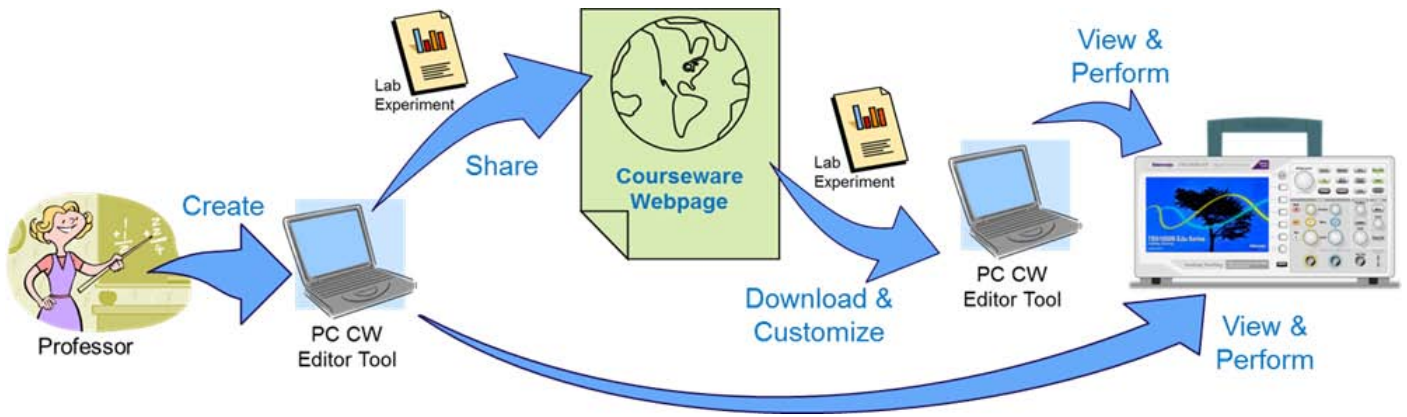 Lab
Experiment
View &
Perform
Share
Courseware
Webpage
Lab
Experiment
Create
Tektronix
PC CW
Editor Tool
Professor
PC CW
Editor Tool
Download &
Customize
View &
Perform